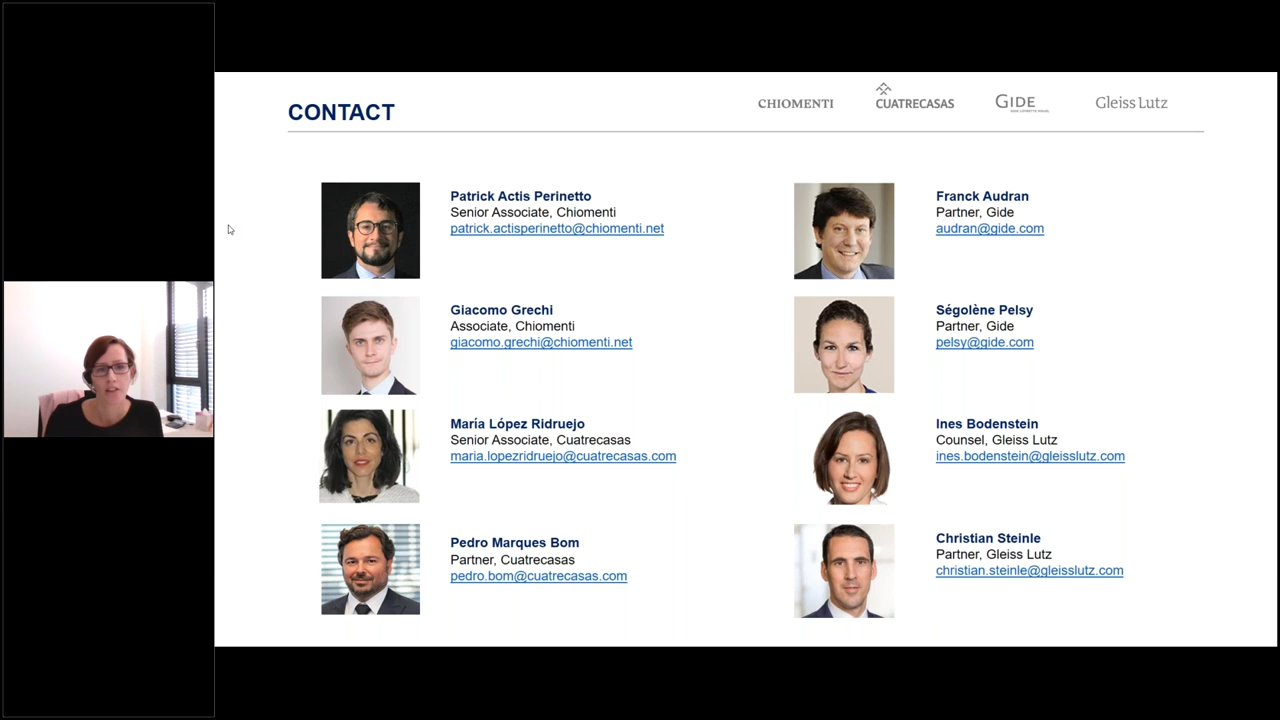 CONTACT
CHIOMENTI
CUATRECASAS
GIDE
Gleiss Lutz
Patrick Actis Perinetto
Senior Associate, Chiomenti
patrick.actisperinetto@chiomenti.net
Giacomo Grechi
Associate, Chiomenti
giacomo.grechi@chiomenti.net
María López Ridruejo
Senior Associate, Cuatrecasas
maria.lopezridruejo@cuatrecasas.com
Pedro Marques Bom
Partner, Cuatrecasas
pedro.bom@cuatrecasas.com
Franck Audran
Partner, Gide
audran@gide.com
Ségolène Pelsy
Partner, Gide
pelsy@gide.com
Ines Bodenstein
Counsel, Gleiss Lutz
ines.bodenstein@gleisslutz.com
Christian Steinle
Partner, Gleiss Lutz
christian.steinle@gleisslutz.com